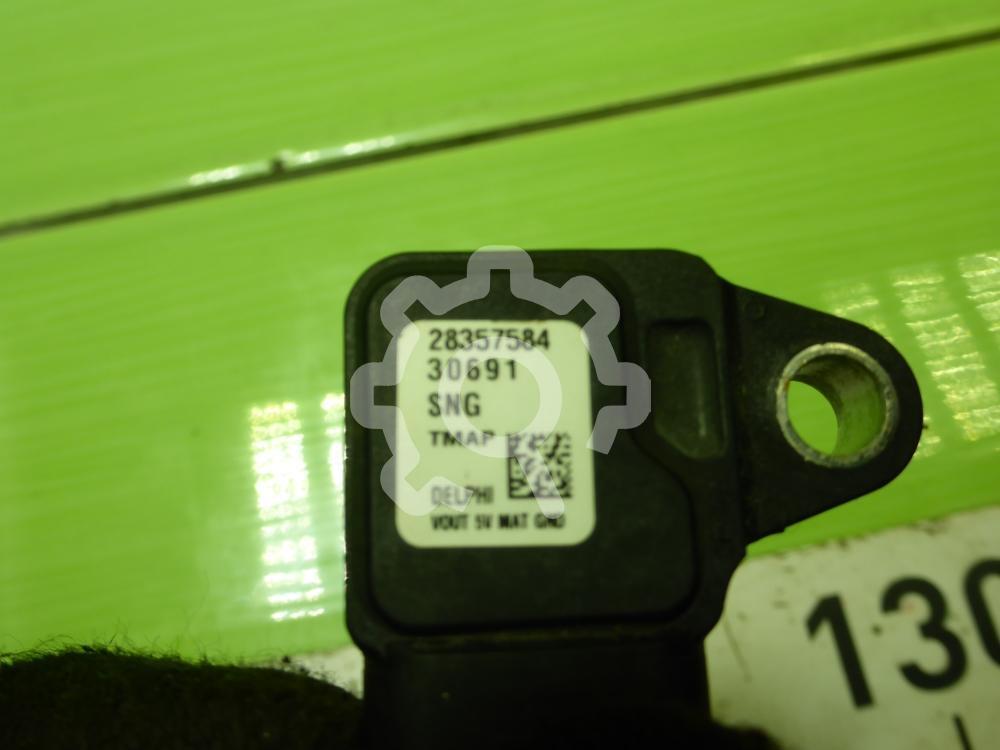 28357584
30691
SNG
TMAP
DELPHI
VOUT 5V MAT GND
130